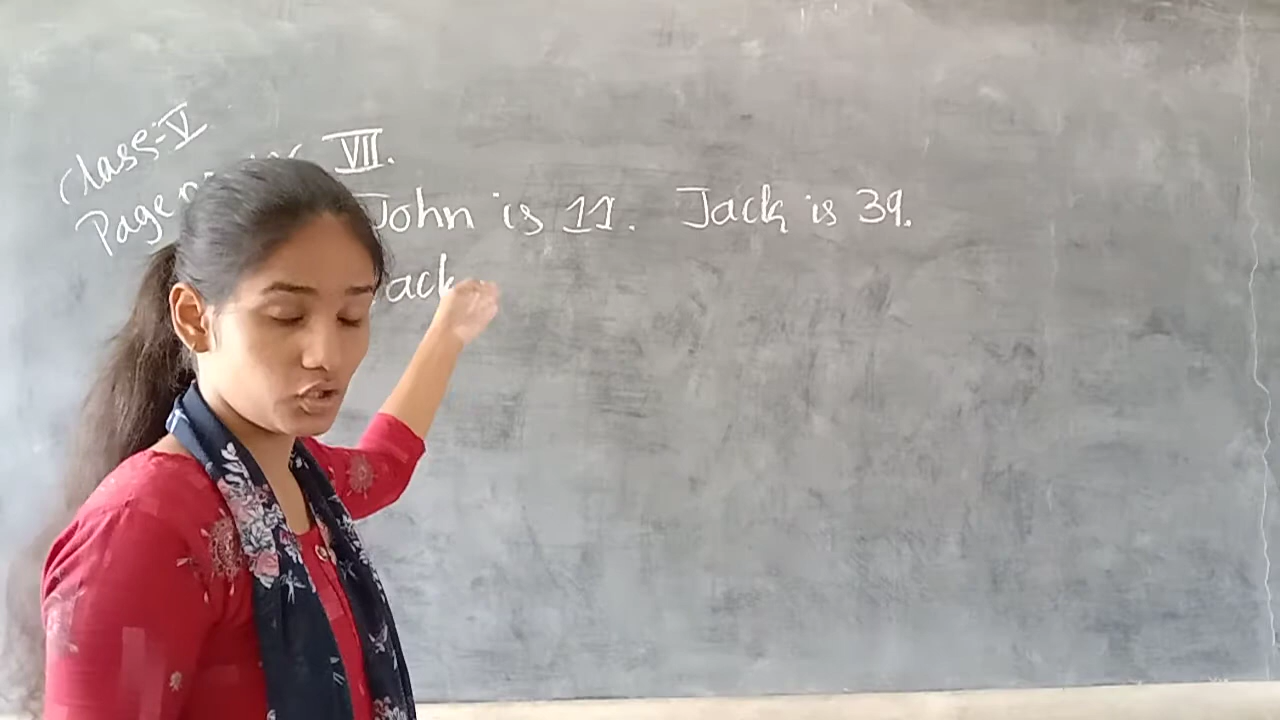 Class:- V
Page VII.
John is 11. Jack is 39.
ack